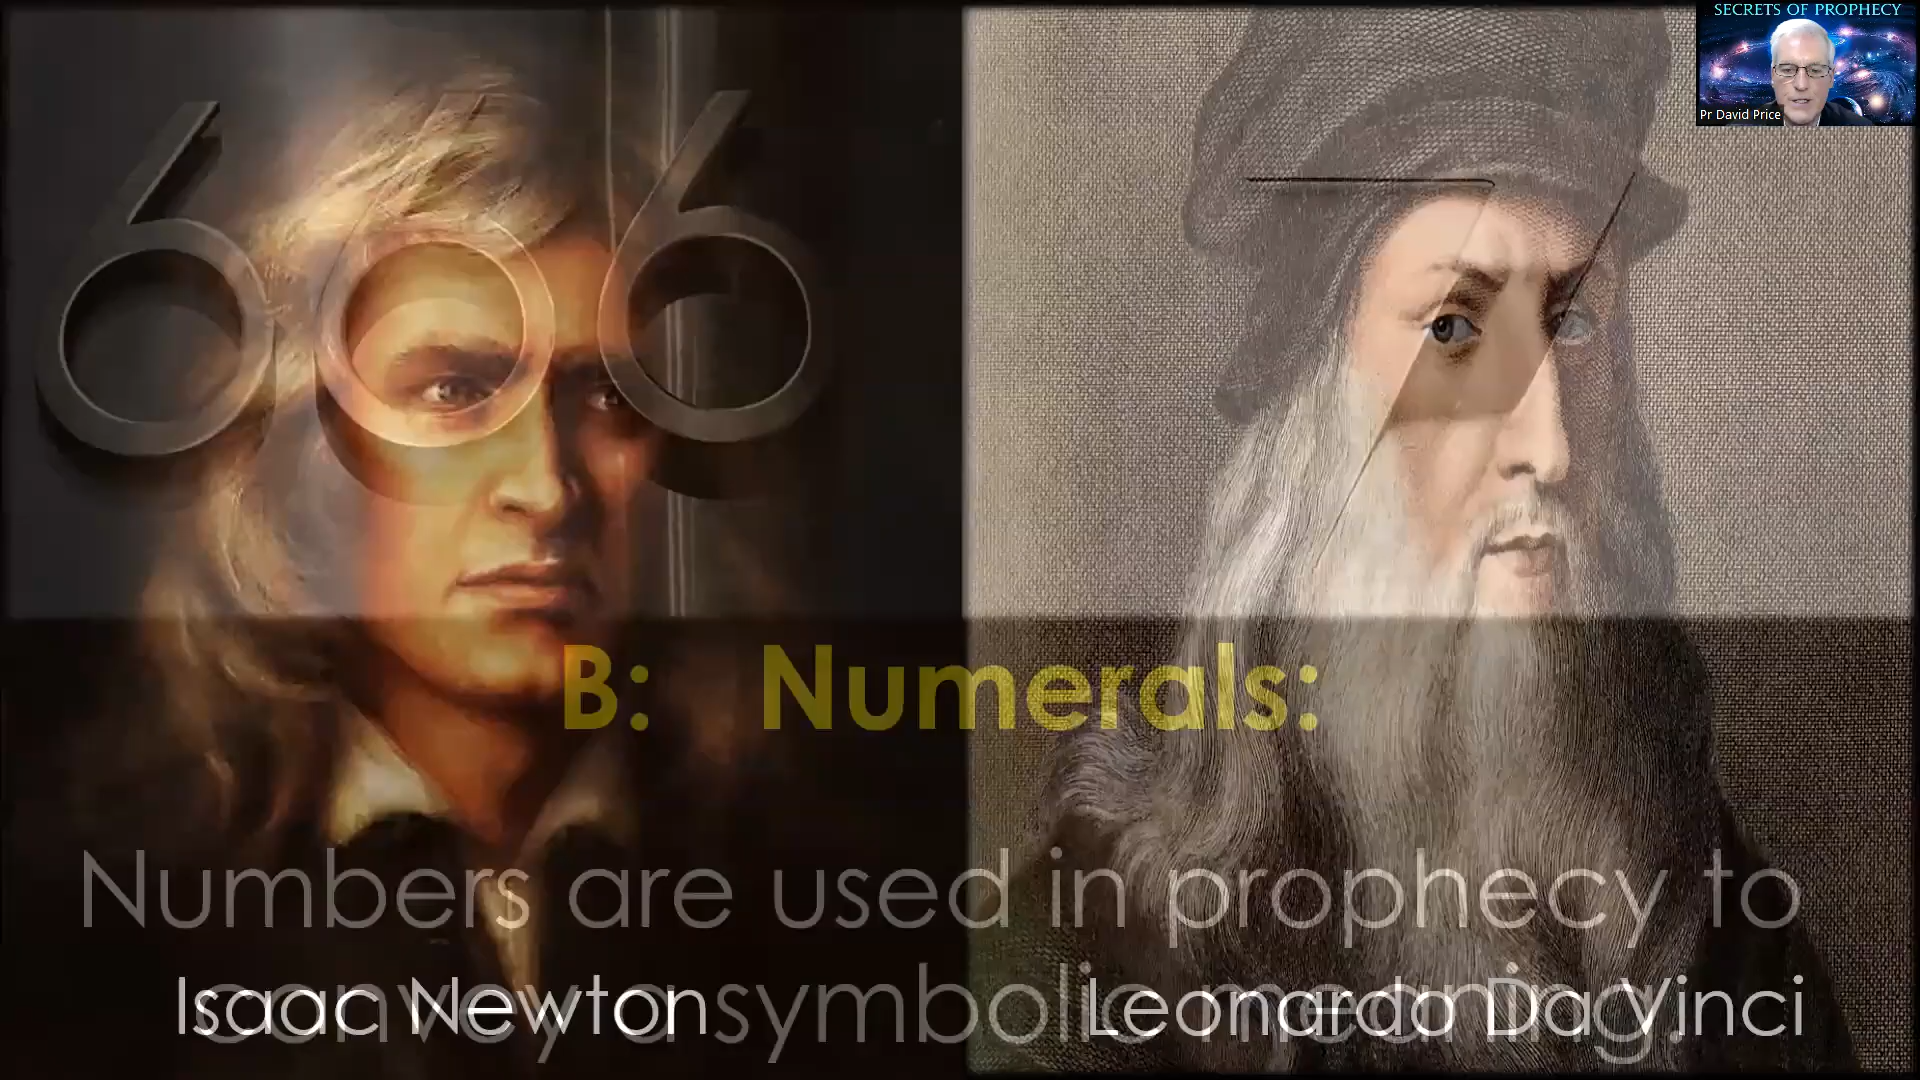 SECRETS OF PROPHECY
Pr David Price
666
B: Numerals:
Numbers are used in prophecy to
convey a symbolic meaning.
Isaac Newton
Leonardo Da Vinci